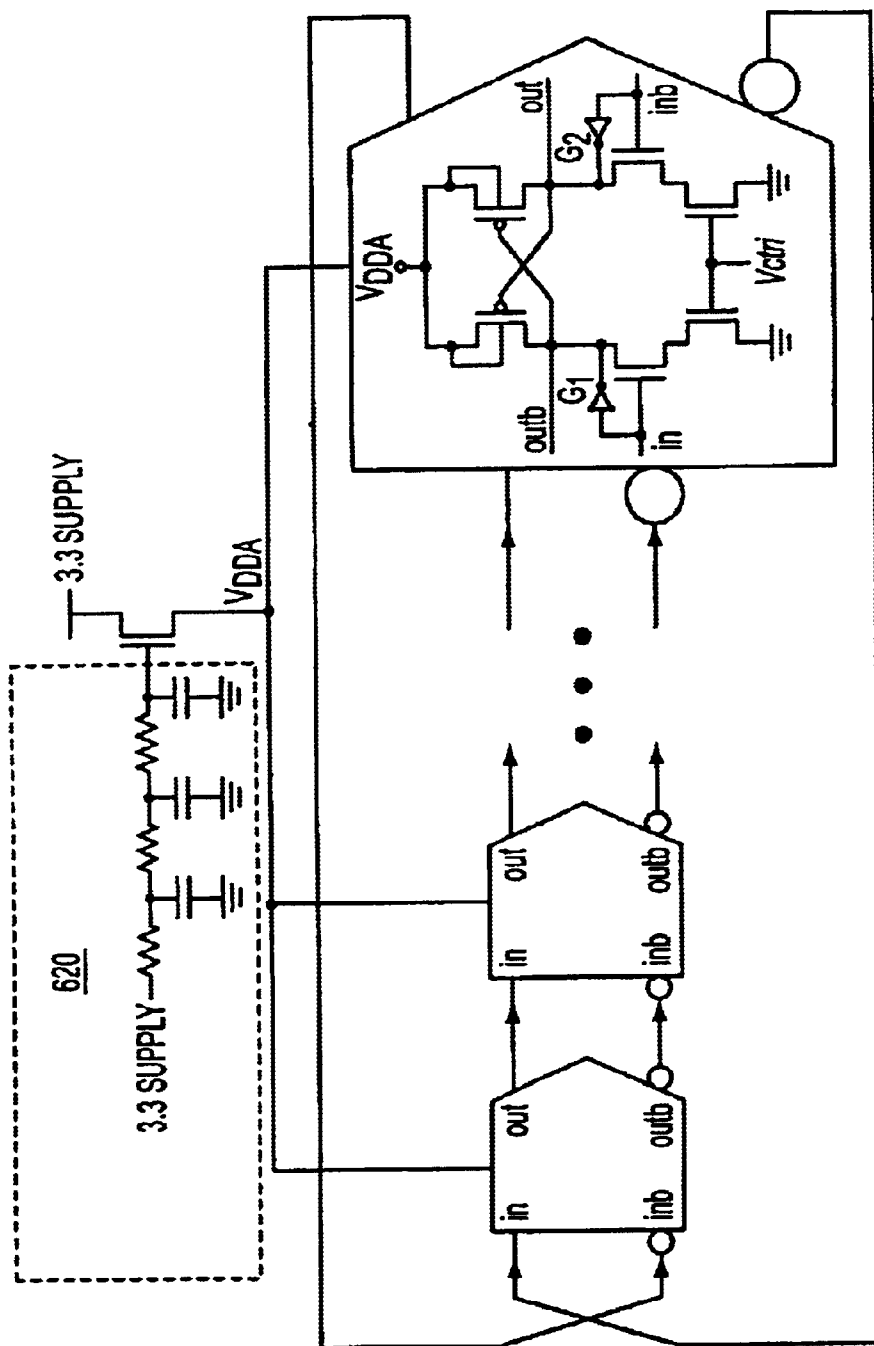 620
3.3 SUPPLY
3.3 SUPPLY
VDDA
VDDA
outb
out
G1
G2
in
inb
Vctrl
in
out
inb
outb
in
out
inb
outb